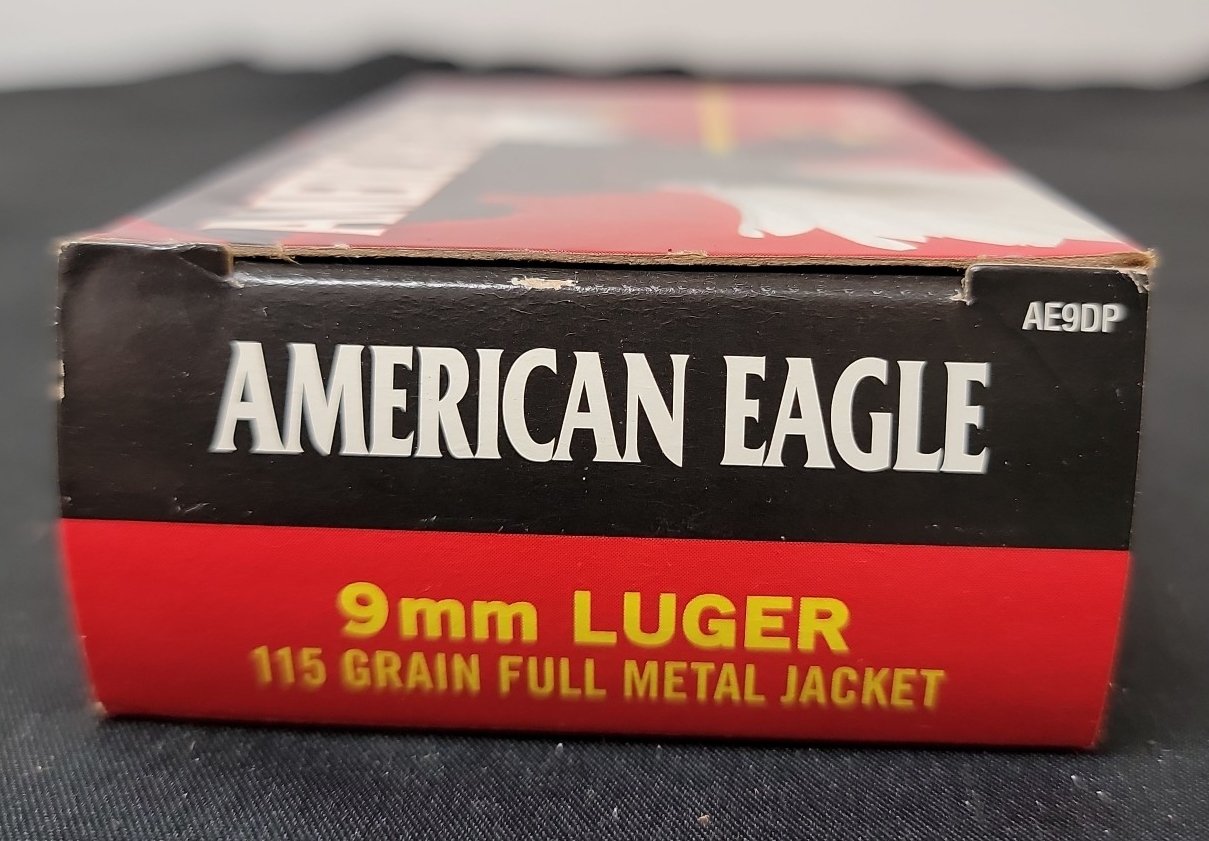 AE9DP
AMERICAN EAGLE
9mm LUGER
115 GRAIN FULL METAL JACKET